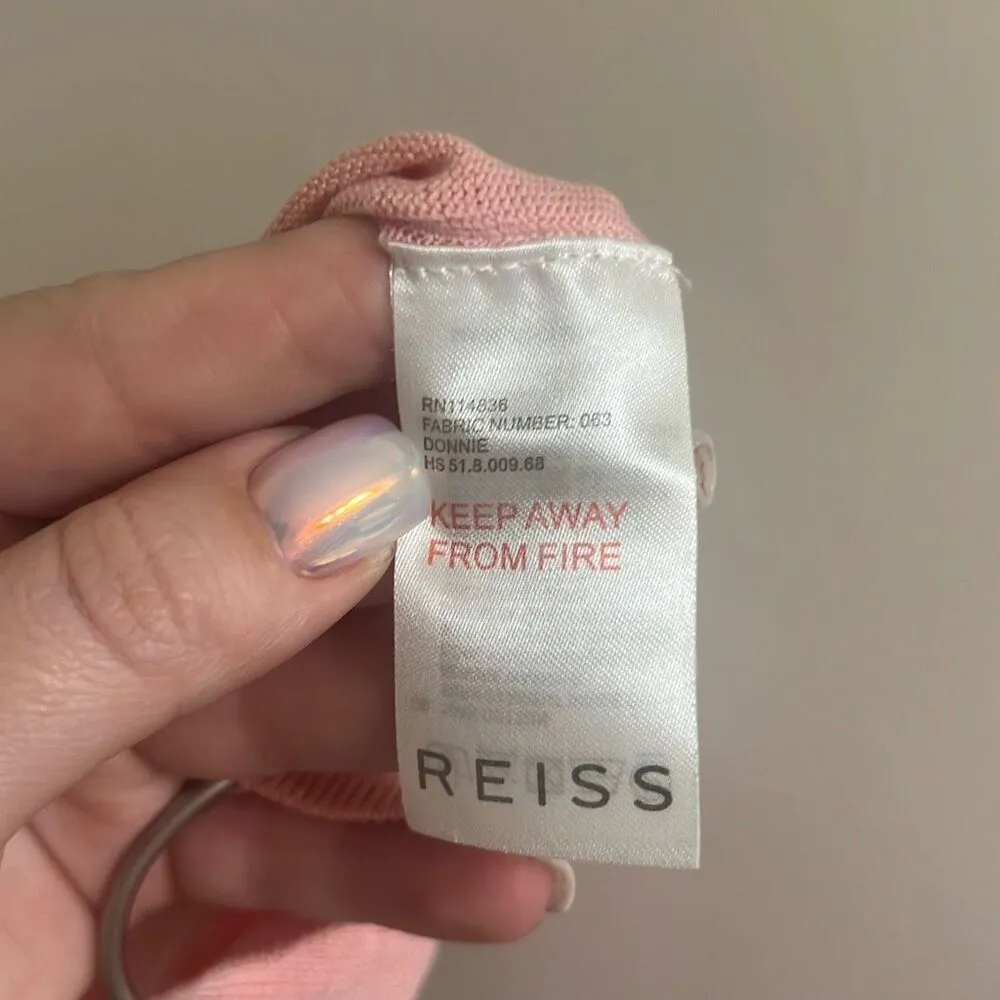 RN114836
FABRIC NUMBER: 063
DONNIE
HS 51.8.009.68
KEEP AWAY
FROM FIRE
REISS